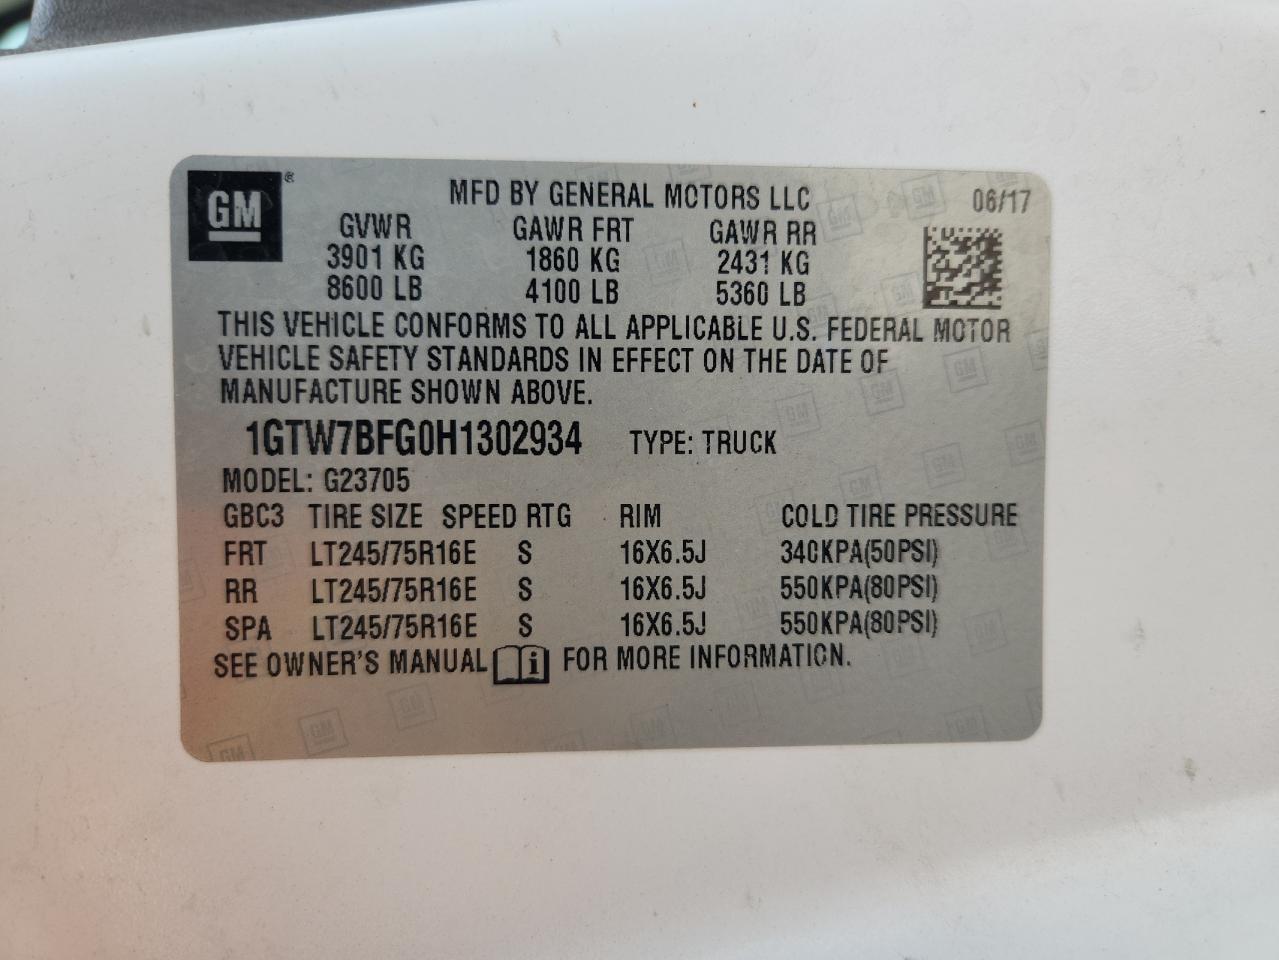 GM ®
MFD BY GENERAL MOTORS LLC 06/17
GVWR GAWR FRT GAWR RR
3901 KG 1860 KG 2431 KG
8600 LB 4100 LB 5360 LB
THIS VEHICLE CONFORMS TO ALL APPLICABLE U.S. FEDERAL MOTOR
VEHICLE SAFETY STANDARDS IN EFFECT ON THE DATE OF
MANUFACTURE SHOWN ABOVE.
1GTW7BFG0H1302934 TYPE: TRUCK
MODEL: G23705
GBC3 TIRE SIZE SPEED RTG RIM COLD TIRE PRESSURE
FRT LT245/75R16E S 16X6.5J 340KPA(50PSI)
RR LT245/75R16E S 16X6.5J 550KPA(80PSI)
SPA LT245/75R16E S 16X6.5J 550KPA(80PSI)
SEE OWNER'S MANUAL i FOR MORE INFORMATION.